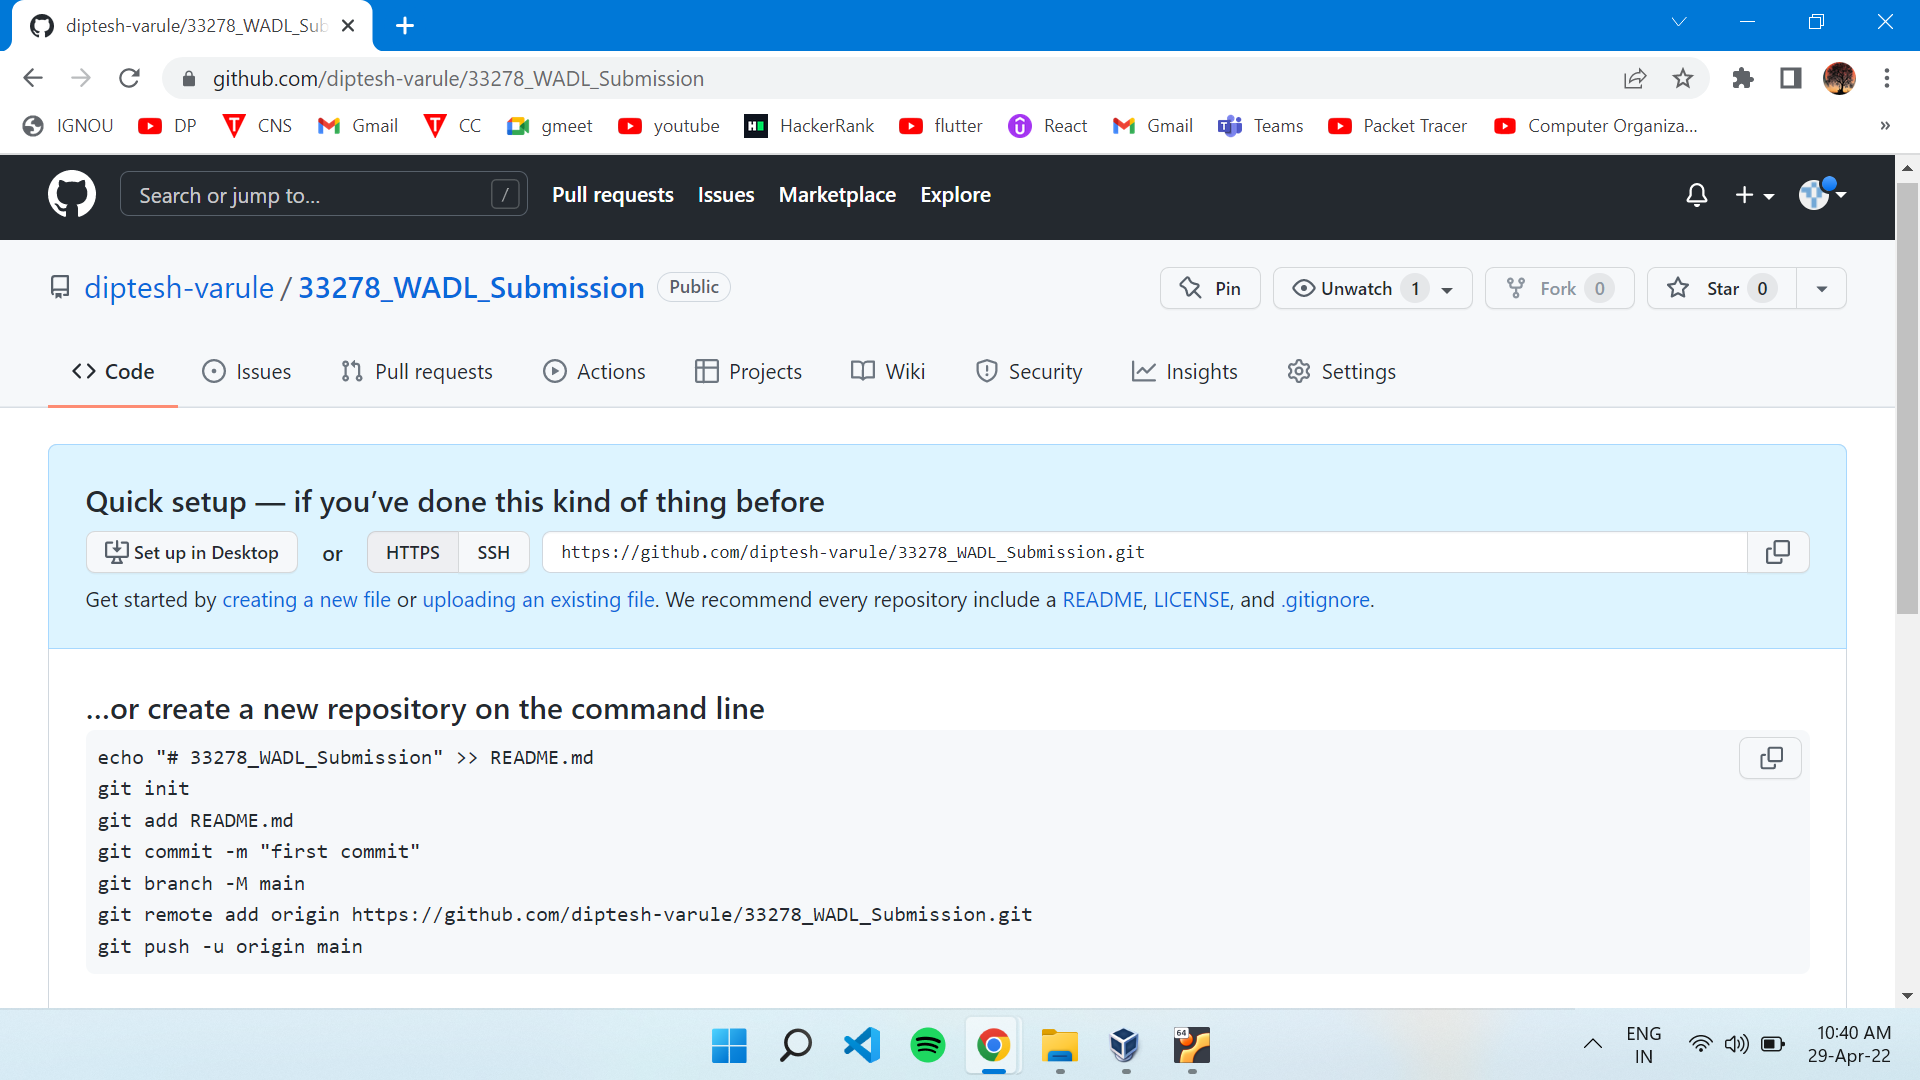 diptesh-varule/33278_WADL_Sub
github.com/diptesh-varule/33278_WADL_Submission
IGNOU DP CNS Gmail CC gmeet youtube HackerRank flutter React Gmail Teams Packet Tracer Computer Organiza... »
Search or jump to... / Pull requests Issues Marketplace Explore
diptesh-varule / 33278_WADL_Submission Public Pin Unwatch 1 Fork 0 Star 0
Code Issues Pull requests Actions Projects Wiki Security Insights Settings
Quick setup — if you’ve done this kind of thing before
Set up in Desktop or HTTPS SSH https://github.com/diptesh-varule/33278_WADL_Submission.git
Get started by creating a new file or uploading an existing file. We recommend every repository include a README, LICENSE, and .gitignore.
…or create a new repository on the command line
echo "# 33278_WADL_Submission" >> README.md
git init
git add README.md
git commit -m "first commit"
git branch -M main
git remote add origin https://github.com/diptesh-varule/33278_WADL_Submission.git
git push -u origin main
64
ENG
IN
10:40 AM
29-Apr-22